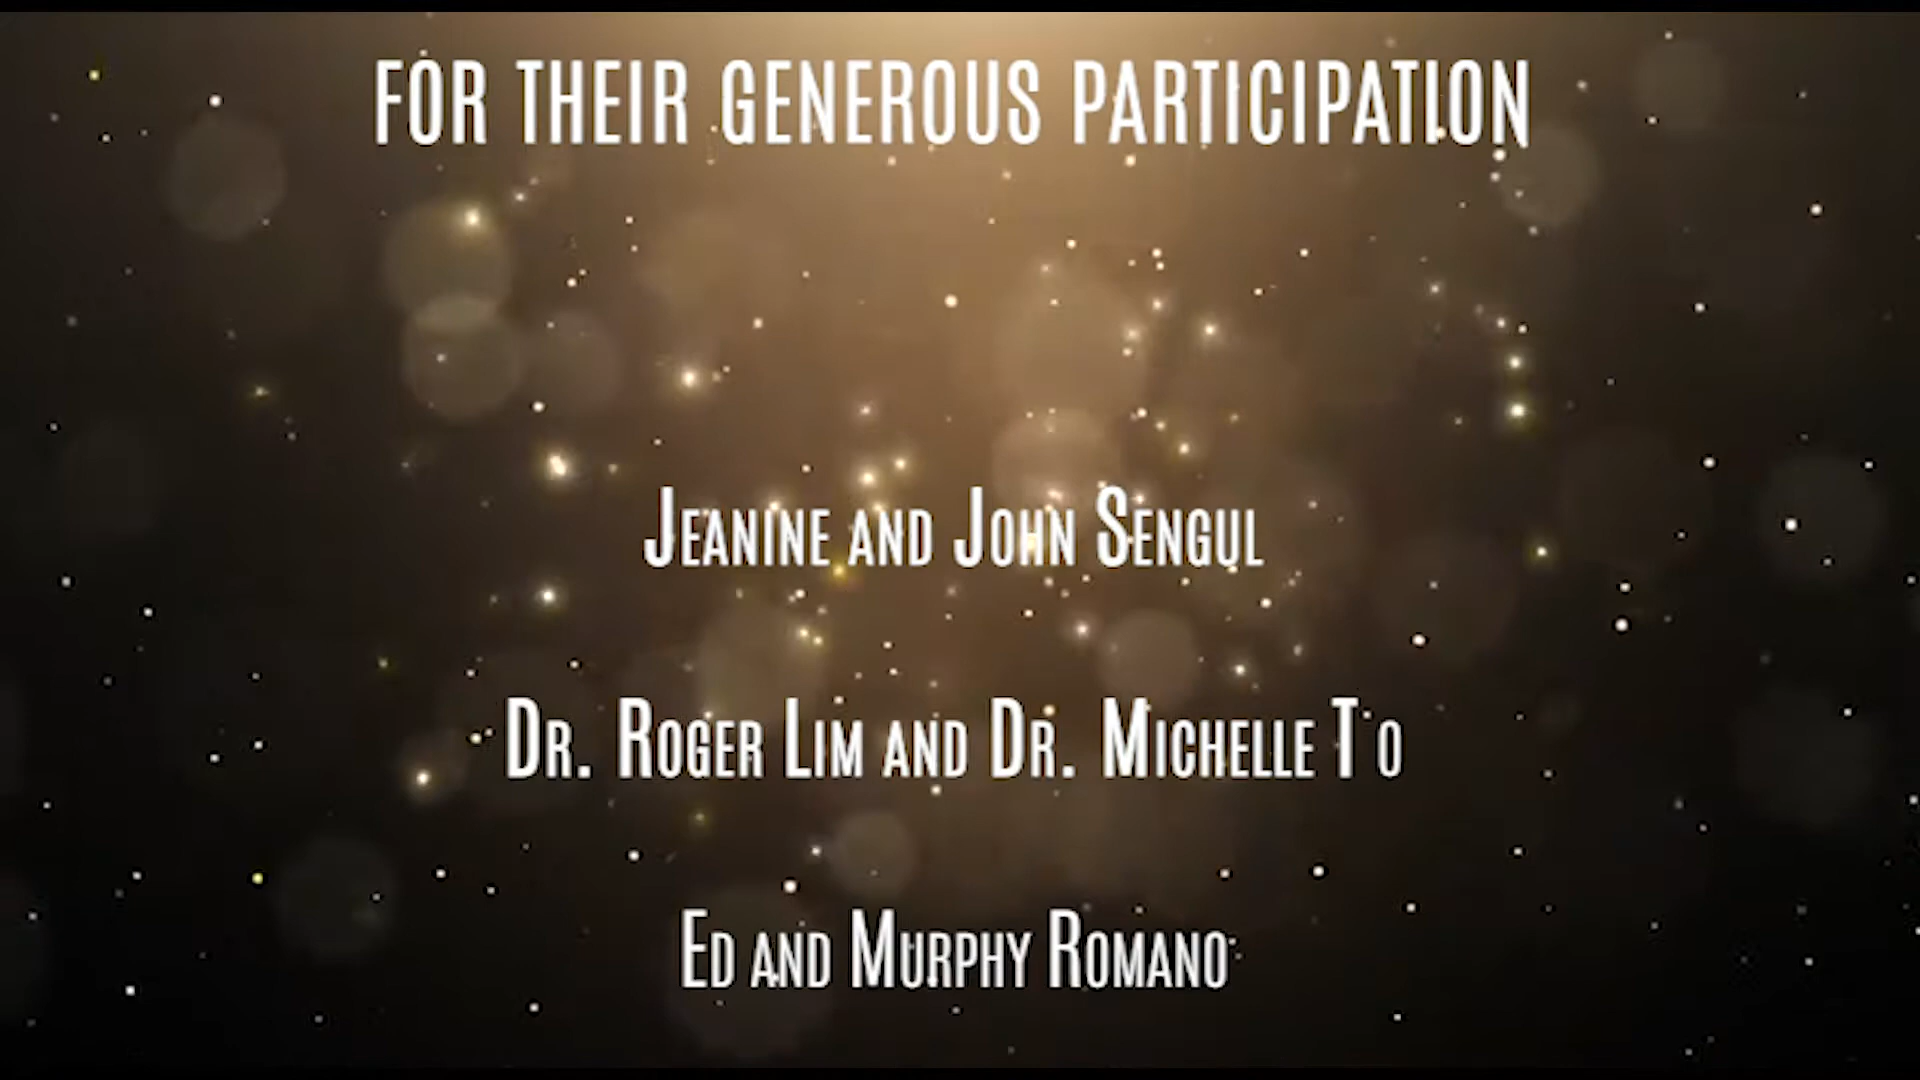 FOR THEIR GENEROUS PARTICIPATION
JEANINE AND JOHN SENGUL
DR. ROGER LIM AND DR. MICHELLE TO
ED AND MURPHY ROMANO